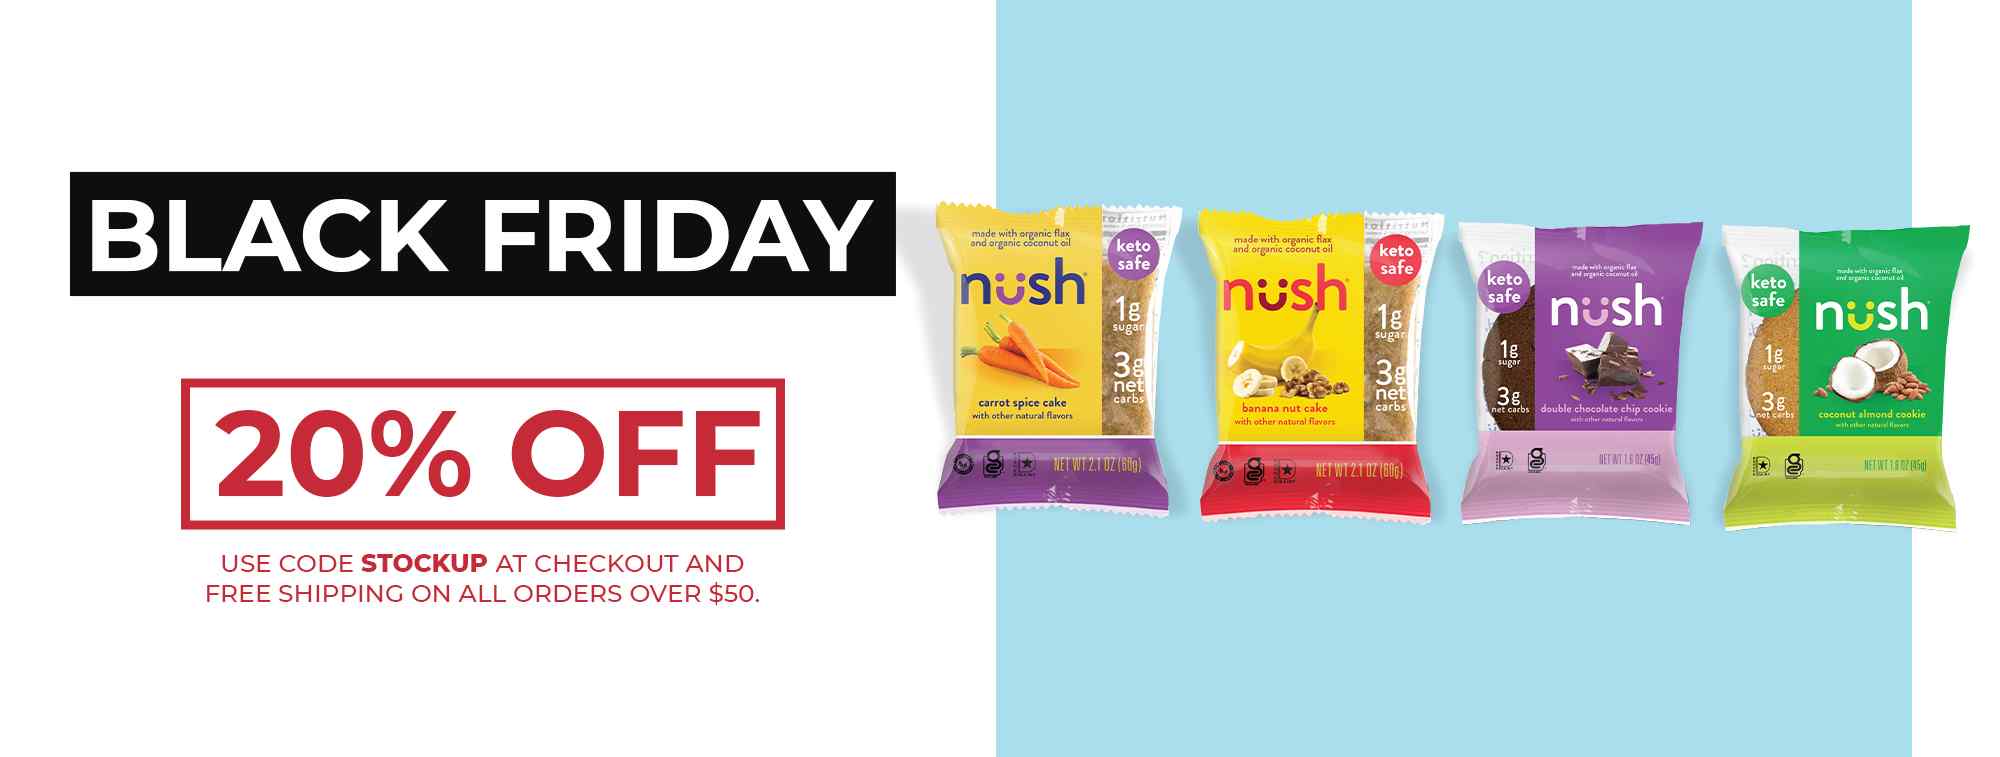 BLACK FRIDAY
20% OFF
USE CODE STOCKUP AT CHECKOUT AND
FREE SHIPPING ON ALL ORDERS OVER $50.
made with organic flax
and organic coconut oil
keto
safe
nüsh
1g
sugar
3g
net
carbs
carrot spice cake
with other natural flavors
NET WT 2.1 OZ (60g)
made with organic flax
and organic coconut oil
keto
safe
nüsh
1g
sugar
3g
net
carbs
banana nut cake
with other natural flavors
NET WT 2.1 OZ (60g)
made with organic flax
and organic coconut oil
keto
safe
nüsh
1g
sugar
3g
net carbs
double chocolate chip cookie
with other natural flavors
NET WT 1.6 OZ (45g)
made with organic flax
and organic coconut oil
keto
safe
nüsh
1g
sugar
3g
net carbs
coconut almond cookie
with other natural flavors
NET WT 1.6 OZ (45g)